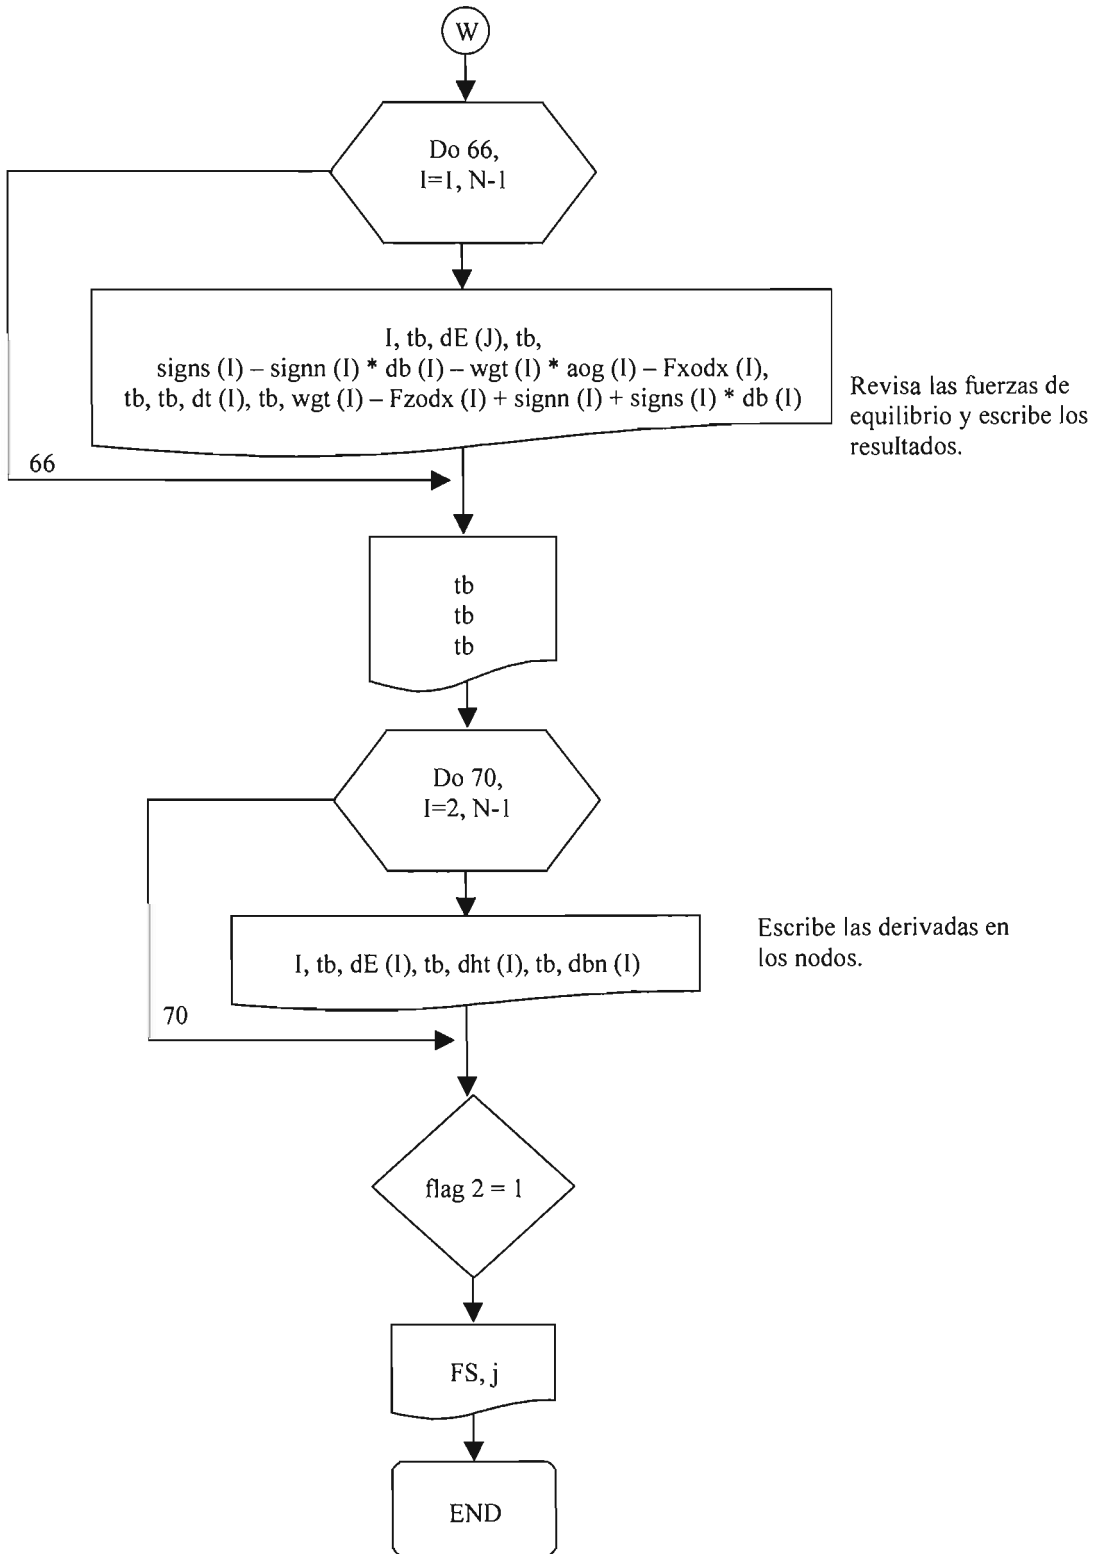 W
Do 66,
I=I, N-1
I, tb, dE (J), tb,
signs (I) – signn (I) * db (I) – wgt (I) * aog (I) – Fxodx (I),
tb, tb, dt (I), tb, wgt (I) – Fzodx (I) + signn (I) + signs (I) * db (I)
Revisa las fuerzas de
equilibrio y escribe los
resultados.
66
tb
tb
tb
Do 70,
I=2, N-1
I, tb, dE (I), tb, dht (I), tb, dbn (I)
Escribe las derivadas en
los nodos.
70
flag 2 = 1
FS, j
END